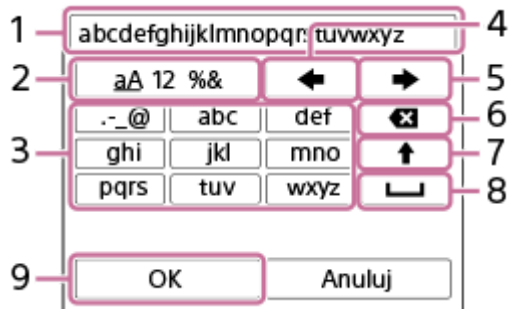 1 abcdefghijklmnopqrstuvwxyz 4
2 aA 12 %& 5
.-_@ abc def 6
3 ghi jkl mno 7
pqrs tuv wxyz 8
9 OK Anuluj